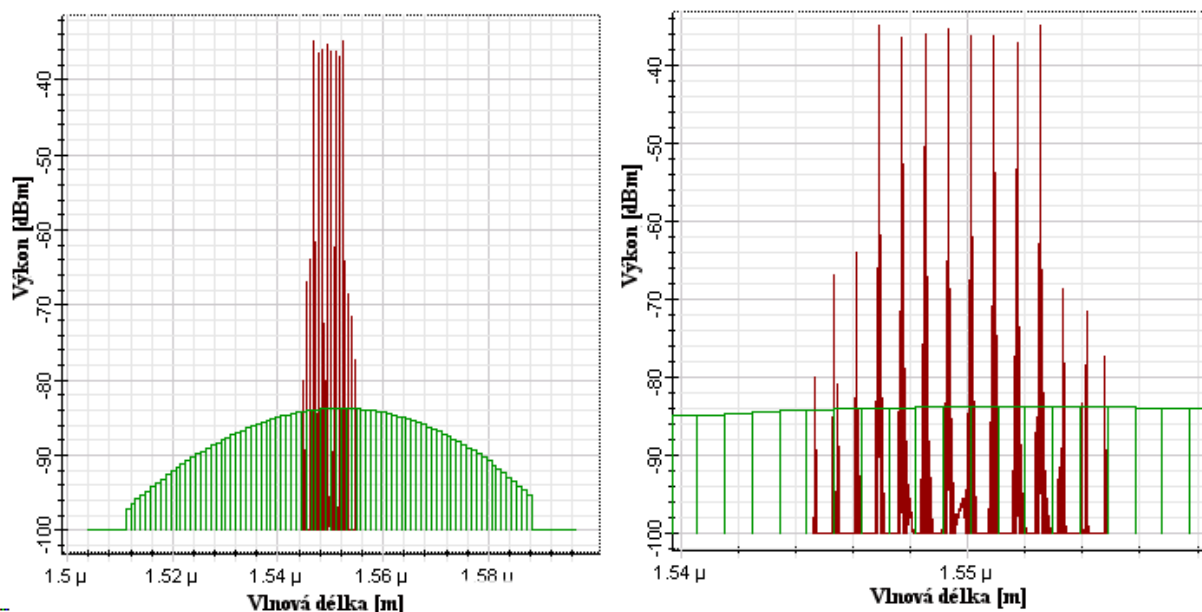 Výkon [dBm]
-40
-50
-60
-70
-80
-90
-100
1.5 µ
1.52 µ
1.54 µ
1.56 µ
1.58 µ
Vlnová délka [m]
Výkon [dBm]
-40
-50
-60
-70
-80
-90
-100
1.54 µ
1.55 µ
Vlnová délka [m]